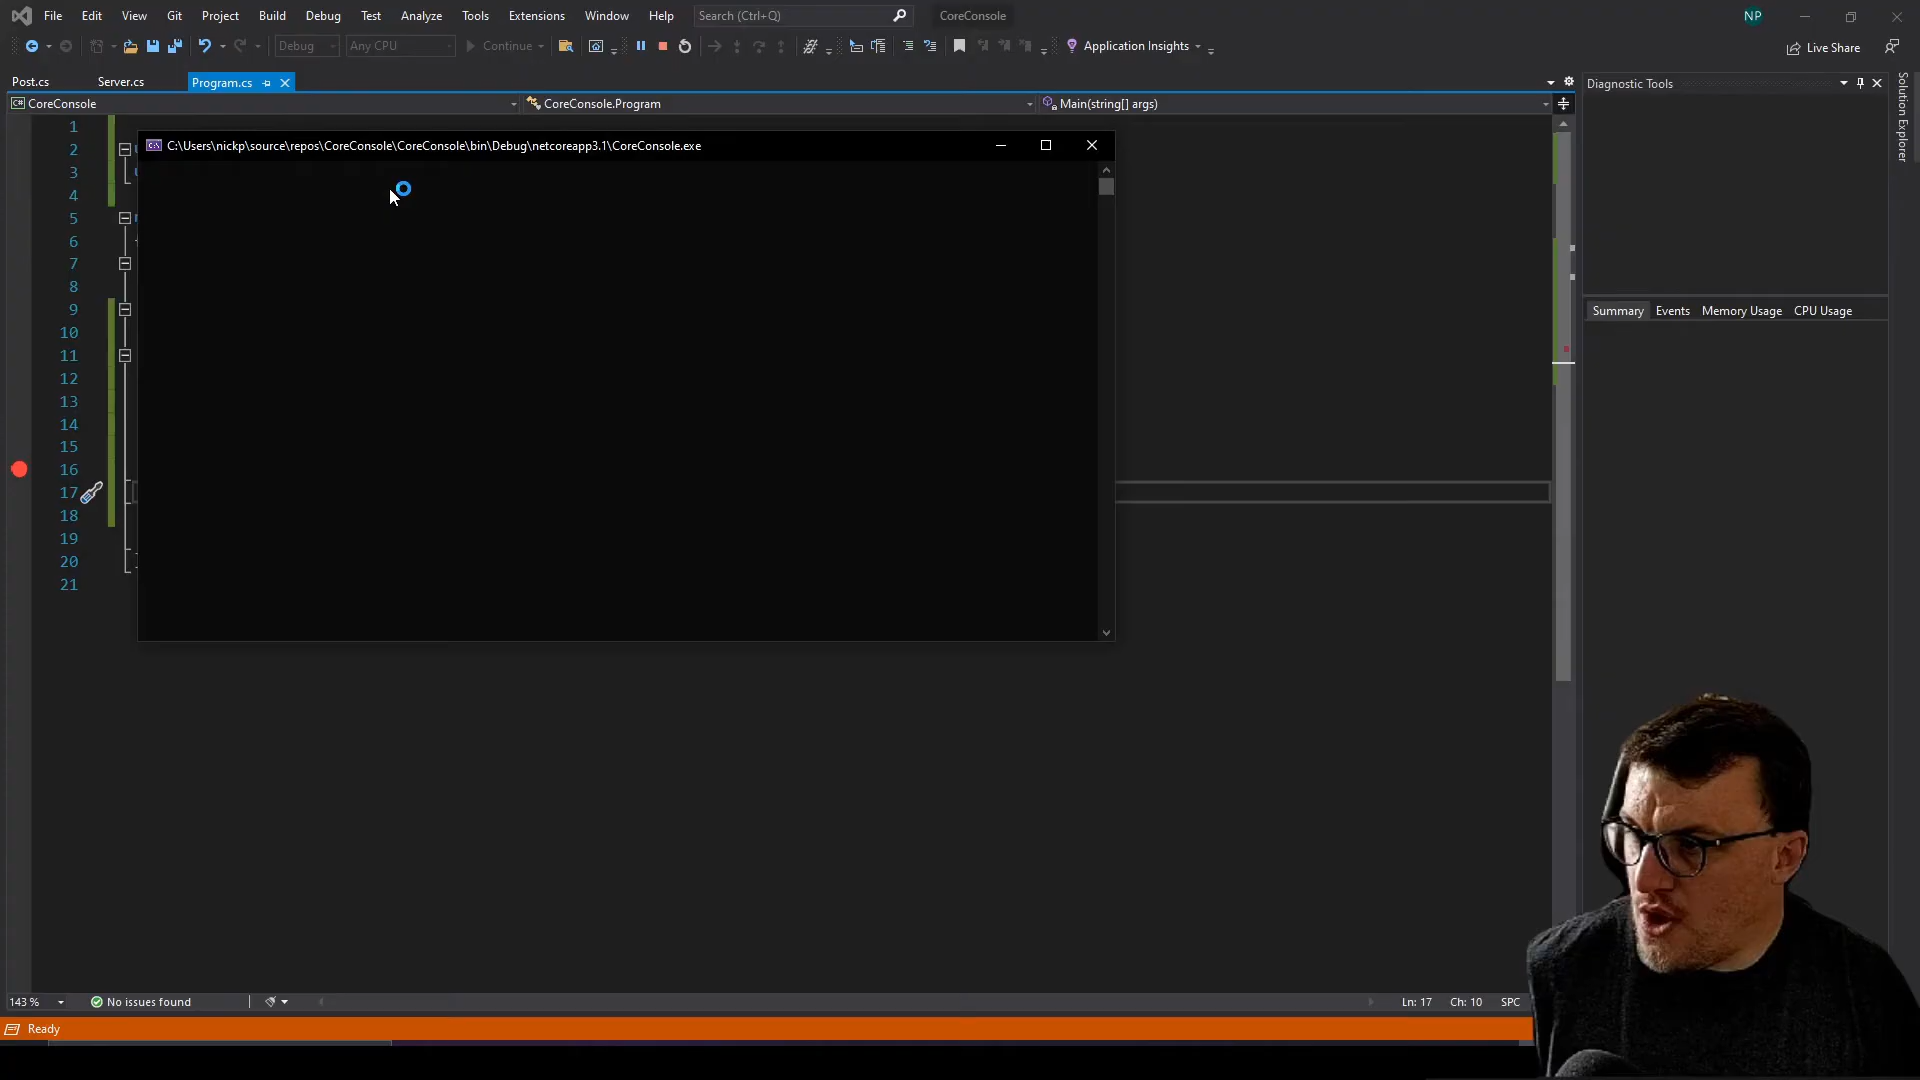 File Edit View Git Project Build Debug Test Analyze Tools Extensions Window Help Search (Ctrl+Q) CoreConsole NP
Debug Any CPU Continue Application Insights Live Share
Post.cs Server.cs Program.cs Diagnostic Tools
CoreConsole CoreConsole.Program Main(string[] args)
Solution Explorer
C:\Users\nickp\source\repos\CoreConsole\CoreConsole\bin\Debug\netcoreapp3.1\CoreConsole.exe
1
2
3
4
5
6
7
8
9
10
11
12
13
14
15
16
17
18
19
20
21
Summary Events Memory Usage CPU Usage
143 % No issues found Ln: 17 Ch: 10 SPC
Ready